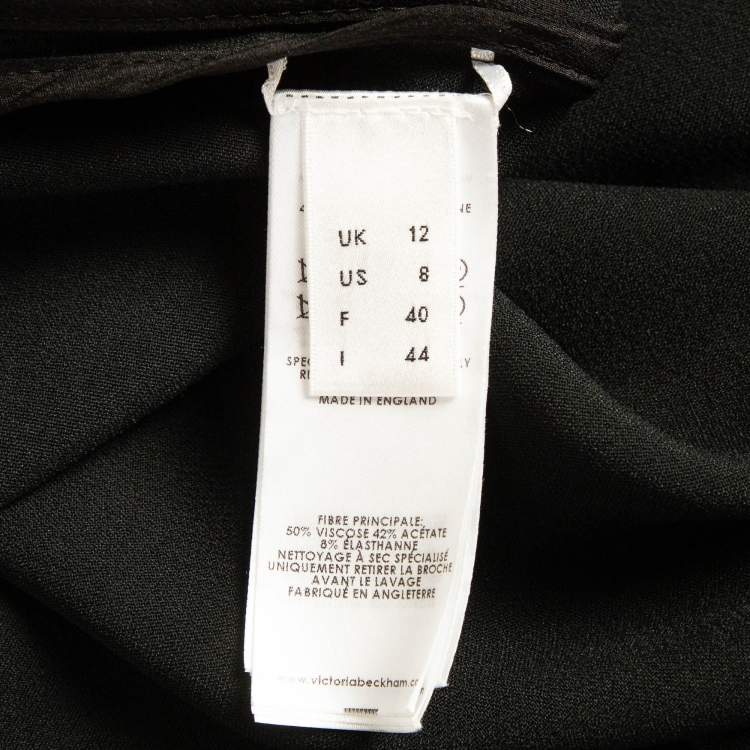 UK 12
US 8
F 40
I 44
MADE IN ENGLAND
FIBRE PRINCIPALE:
50% VISCOSE 42% ACÉTATE
8% ÉLASTHANNE
NETTOYAGE À SEC SPÉCIALISÉ
UNIQUEMENT RETIRER LA BROCHE
AVANT LE LAVAGE
FABRIQUÉ EN ANGLETERRE
www.victoriabeckham.co